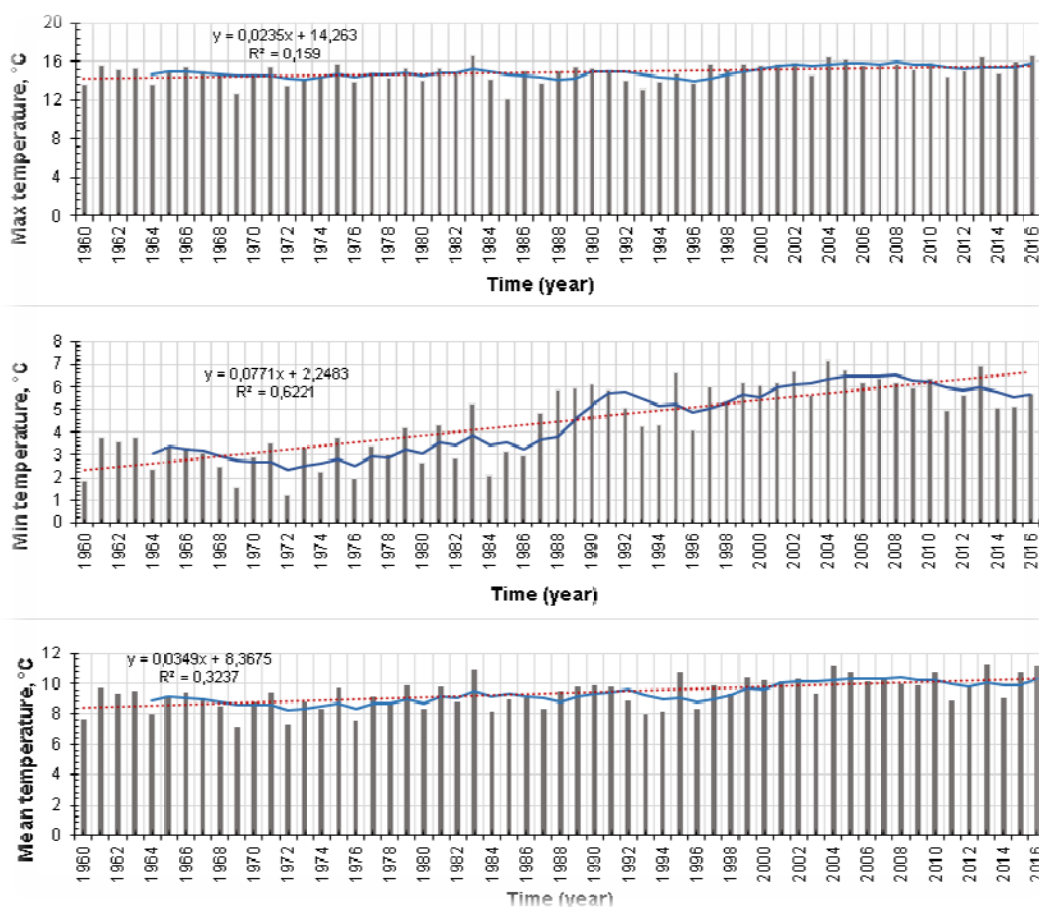 20
16
12
8
4
0
Max temperature, °C
y = 0,0235x + 14,263
R² = 0,159
1960 1962 1964 1966 1968 1970 1972 1974 1976 1978 1980 1982 1984 1986 1988 1990 1992 1994 1996 1998 2000 2002 2004 2006 2008 2010 2012 2014 2016
Time (year)
8
7
6
5
4
3
2
1
0
Min temperature, °C
y = 0,0771x + 2,2483
R² = 0,6221
1960 1962 1964 1966 1968 1970 1972 1974 1976 1978 1980 1982 1984 1986 1988 1990 1992 1994 1996 1998 2000 2002 2004 2006 2008 2010 2012 2014 2016
Time (year)
12
10
8
6
4
2
0
Mean temperature, °C
y = 0,0349x + 8,3675
R² = 0,3237
1960 1962 1964 1966 1968 1970 1972 1974 1976 1978 1980 1982 1984 1986 1988 1990 1992 1994 1996 1998 2000 2002 2004 2006 2008 2010 2012 2014 2016
Time (year)